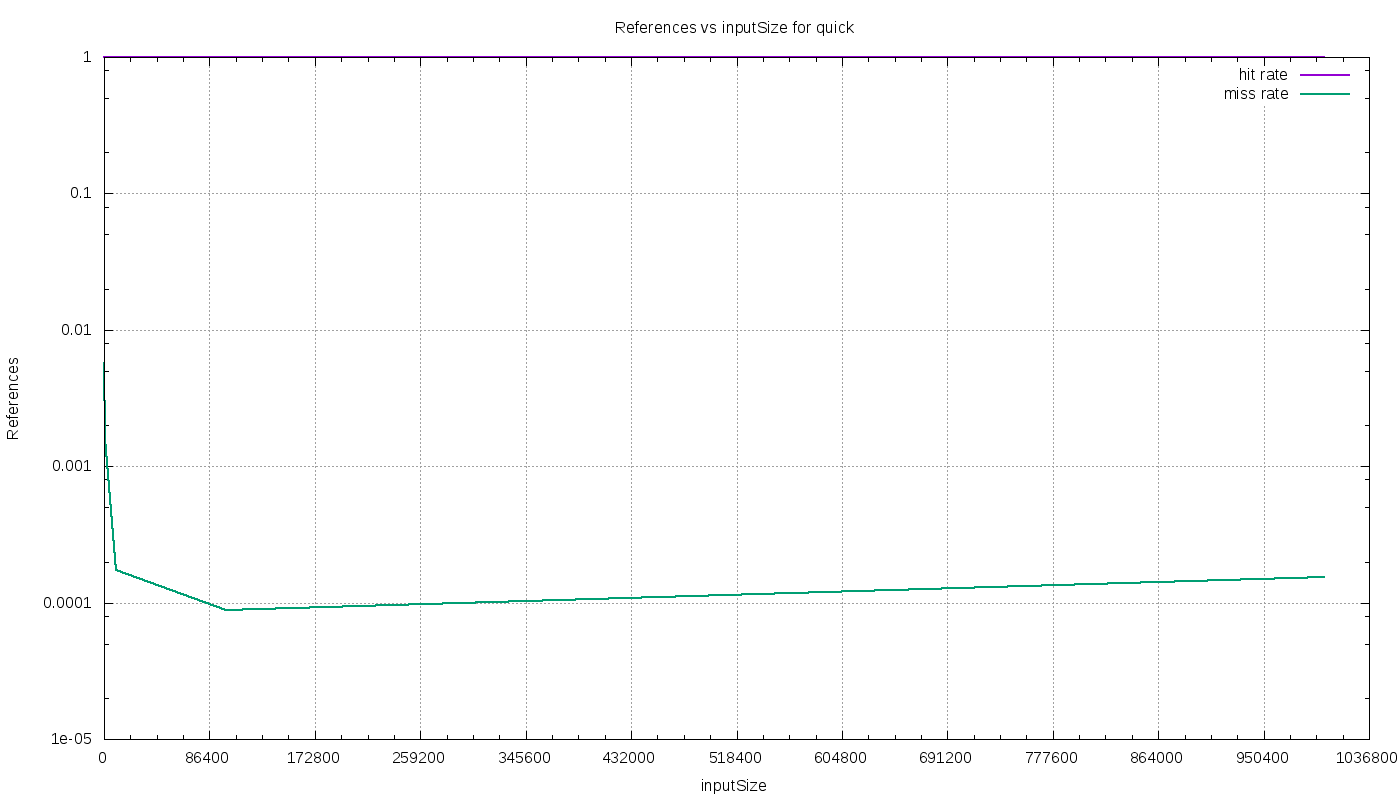 References vs inputSize for quick
hit rate
miss rate
1
0.1
0.01
0.001
0.0001
1e-05
References
0 86400 172800 259200 345600 432000 518400 604800 691200 777600 864000 950400 1036800
inputSize